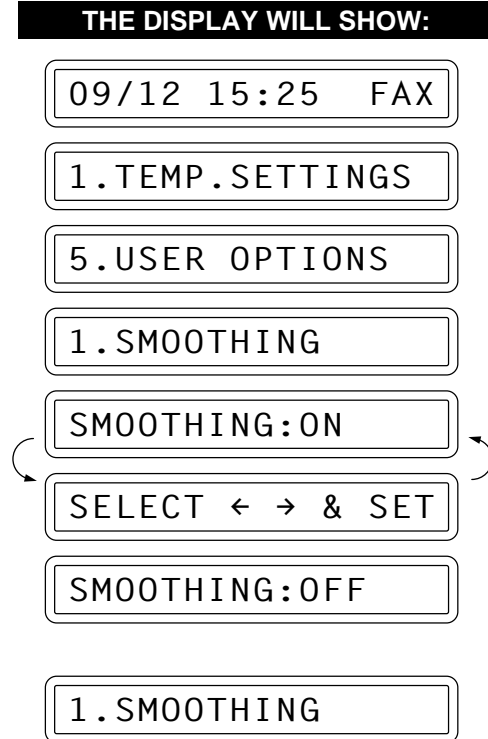 THE DISPLAY WILL SHOW:
09/12 15:25 FAX
1.TEMP.SETTINGS
5.USER OPTIONS
1.SMOOTHING
SMOOTHING:ON
SELECT ← → & SET
SMOOTHING:OFF
1.SMOOTHING